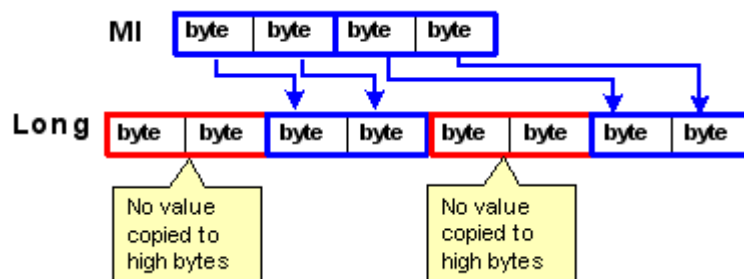 MI byte byte byte byte
Long byte byte byte byte byte byte byte byte
No value
copied to
high bytes
No value
copied to
high bytes